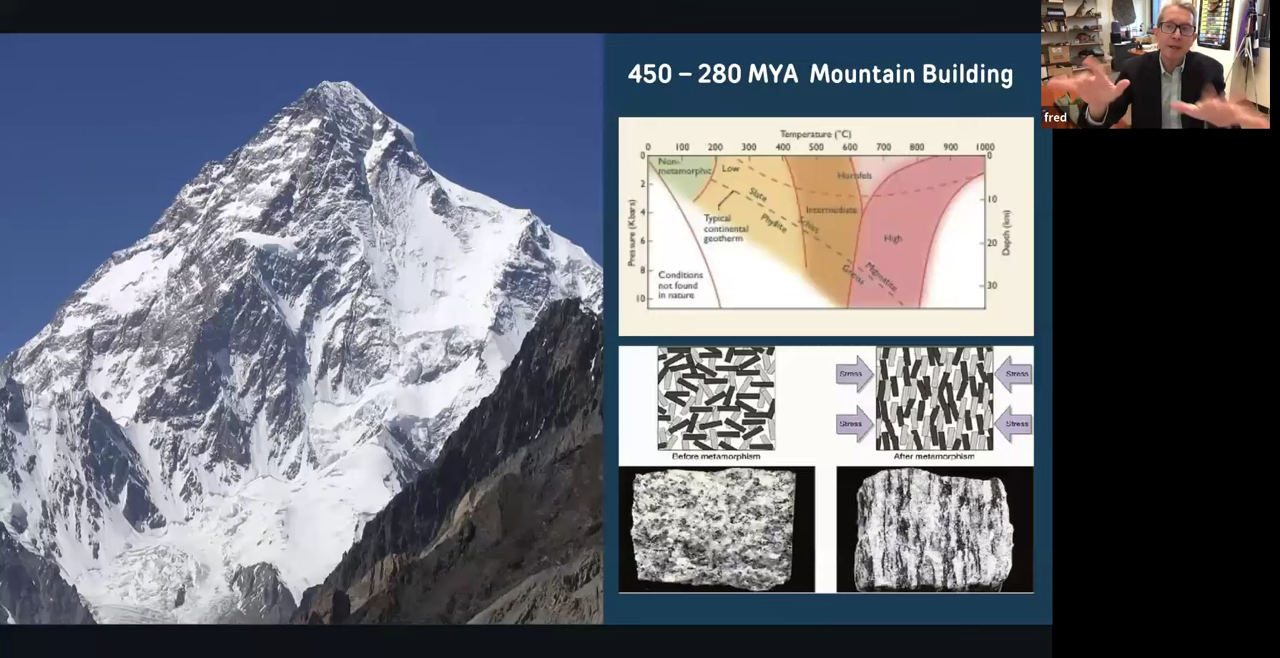 450 – 280 MYA Mountain Building
fred
Temperature (°C)
0 100 200 300 400 500 600 700 800 900 1000
Pressure (Kbars)
0
2
4
6
8
10
Depth (km)
0
10
20
30
Non-
metamorphic
Low
Hornfels
Slate
Phyllite
Intermediate
Typical
continental
geotherm
High
Gneiss
Migmatite
Conditions
not found
in nature
Stress
Stress
Stress
Stress
Before metamorphism
After metamorphism